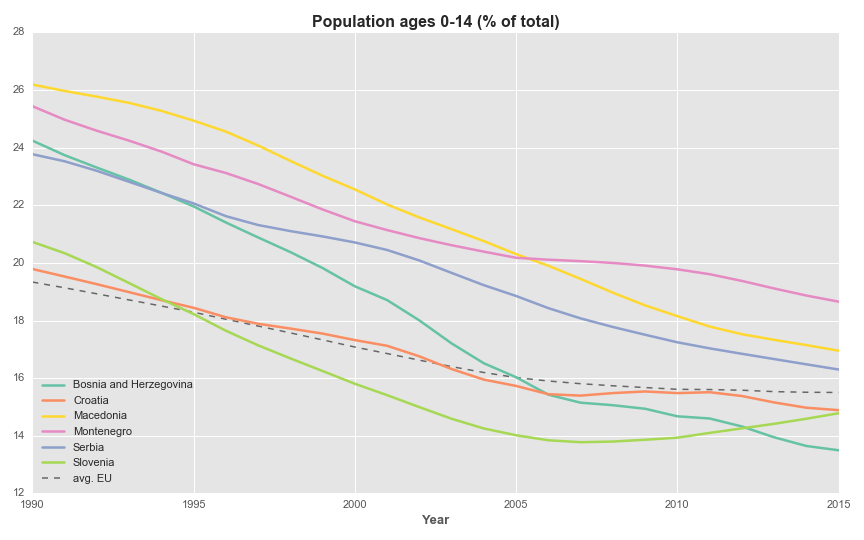 Population ages 0-14 (% of total)
28
26
24
22
20
18
16
14
12
Bosnia and Herzegovina
Croatia
Macedonia
Montenegro
Serbia
Slovenia
avg. EU
1990 1995 2000 2005 2010 2015
Year